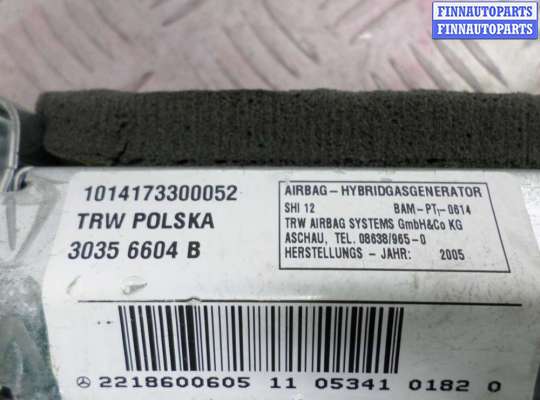 FINNAUTOPARTS
FINNAUTOPARTS
FINNAUTOPARTS
1014173300052
TRW POLSKA
3035 6604 B
AIRBAG-HYBRIDGASGENERATOR
SHI 12 BAM-PT1-0614
TRW AIRBAG SYSTEMS GmbH&Co KG
ASCHAU, TEL. 08638/965-0
HERSTELLUNGS - JAHR: 2005
2218600605 11 05341 0182 0